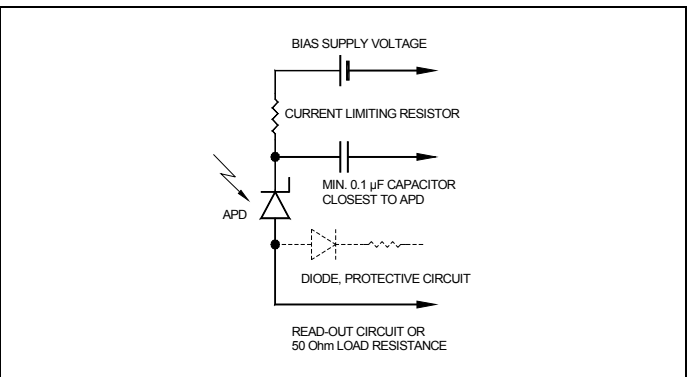 BIAS SUPPLY VOLTAGE
CURRENT LIMITING RESISTOR
MIN. 0.1 µF CAPACITOR
CLOSEST TO APD
APD
DIODE, PROTECTIVE CIRCUIT
READ-OUT CIRCUIT OR
50 Ohm LOAD RESISTANCE